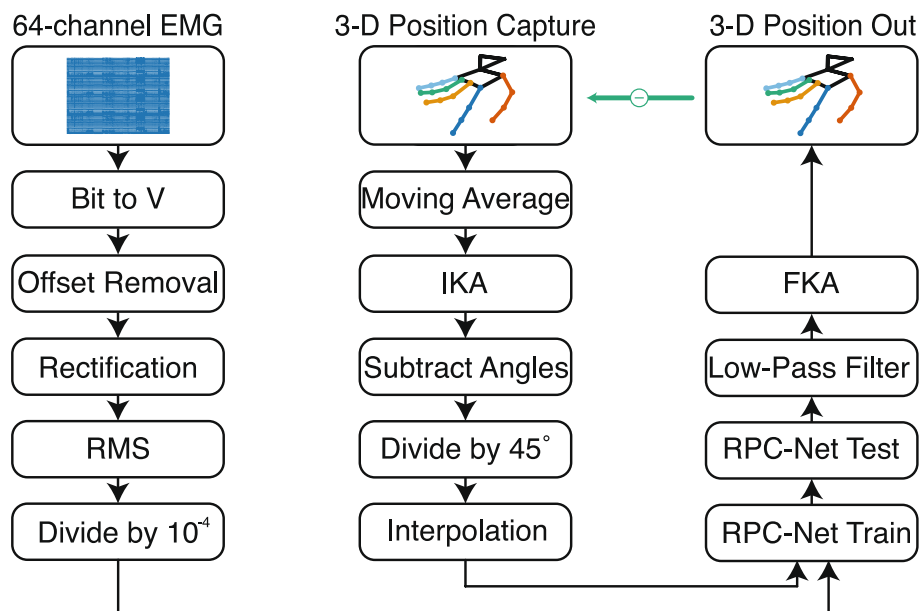 64-channel EMG
Bit to V
Offset Removal
Rectification
RMS
Divide by 10⁻⁴
3-D Position Capture
Moving Average
IKA
Subtract Angles
Divide by 45°
Interpolation
3-D Position Out
FKA
Low-Pass Filter
RPC-Net Test
RPC-Net Train